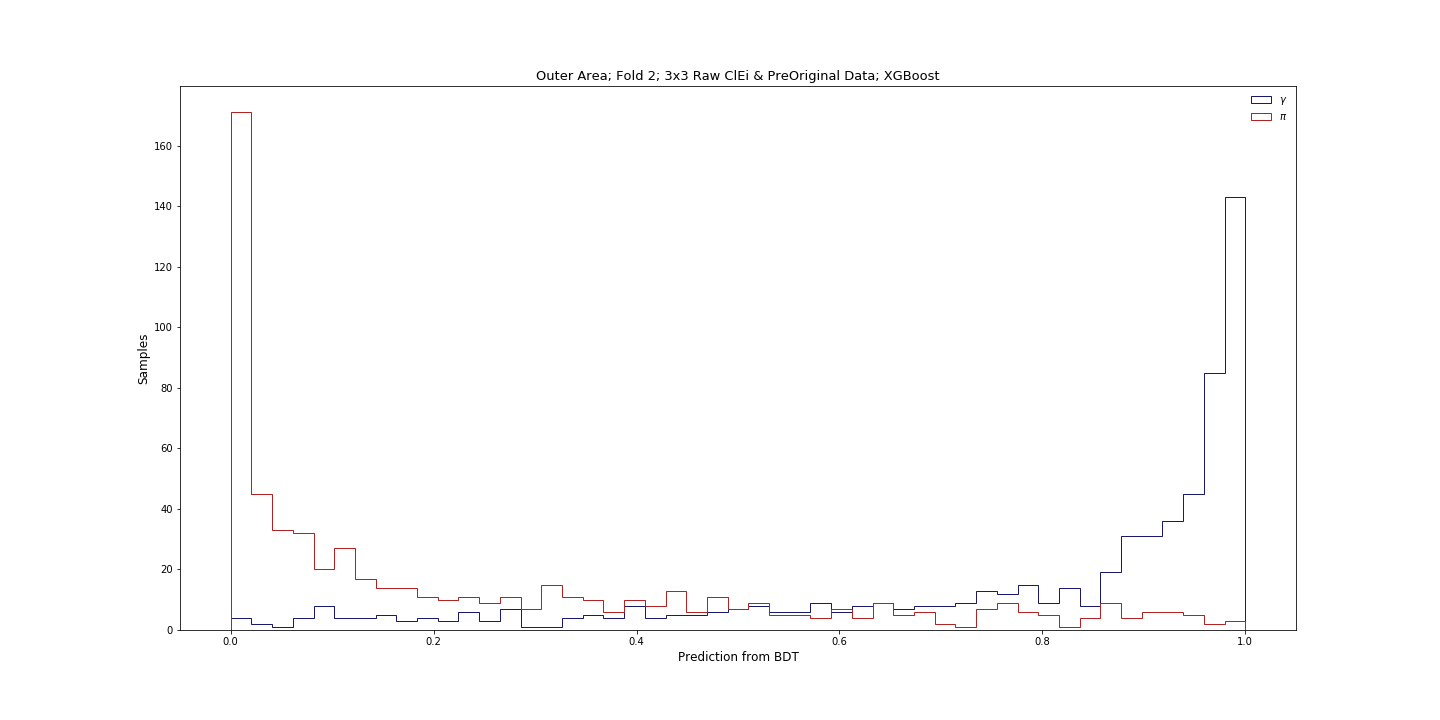 Outer Area; Fold 2; 3x3 Raw ClEi & PreOriginal Data; XGBoost
γ
π
160
140
120
100
80
60
40
20
0
Samples
0.0 0.2 0.4 0.6 0.8 1.0
Prediction from BDT